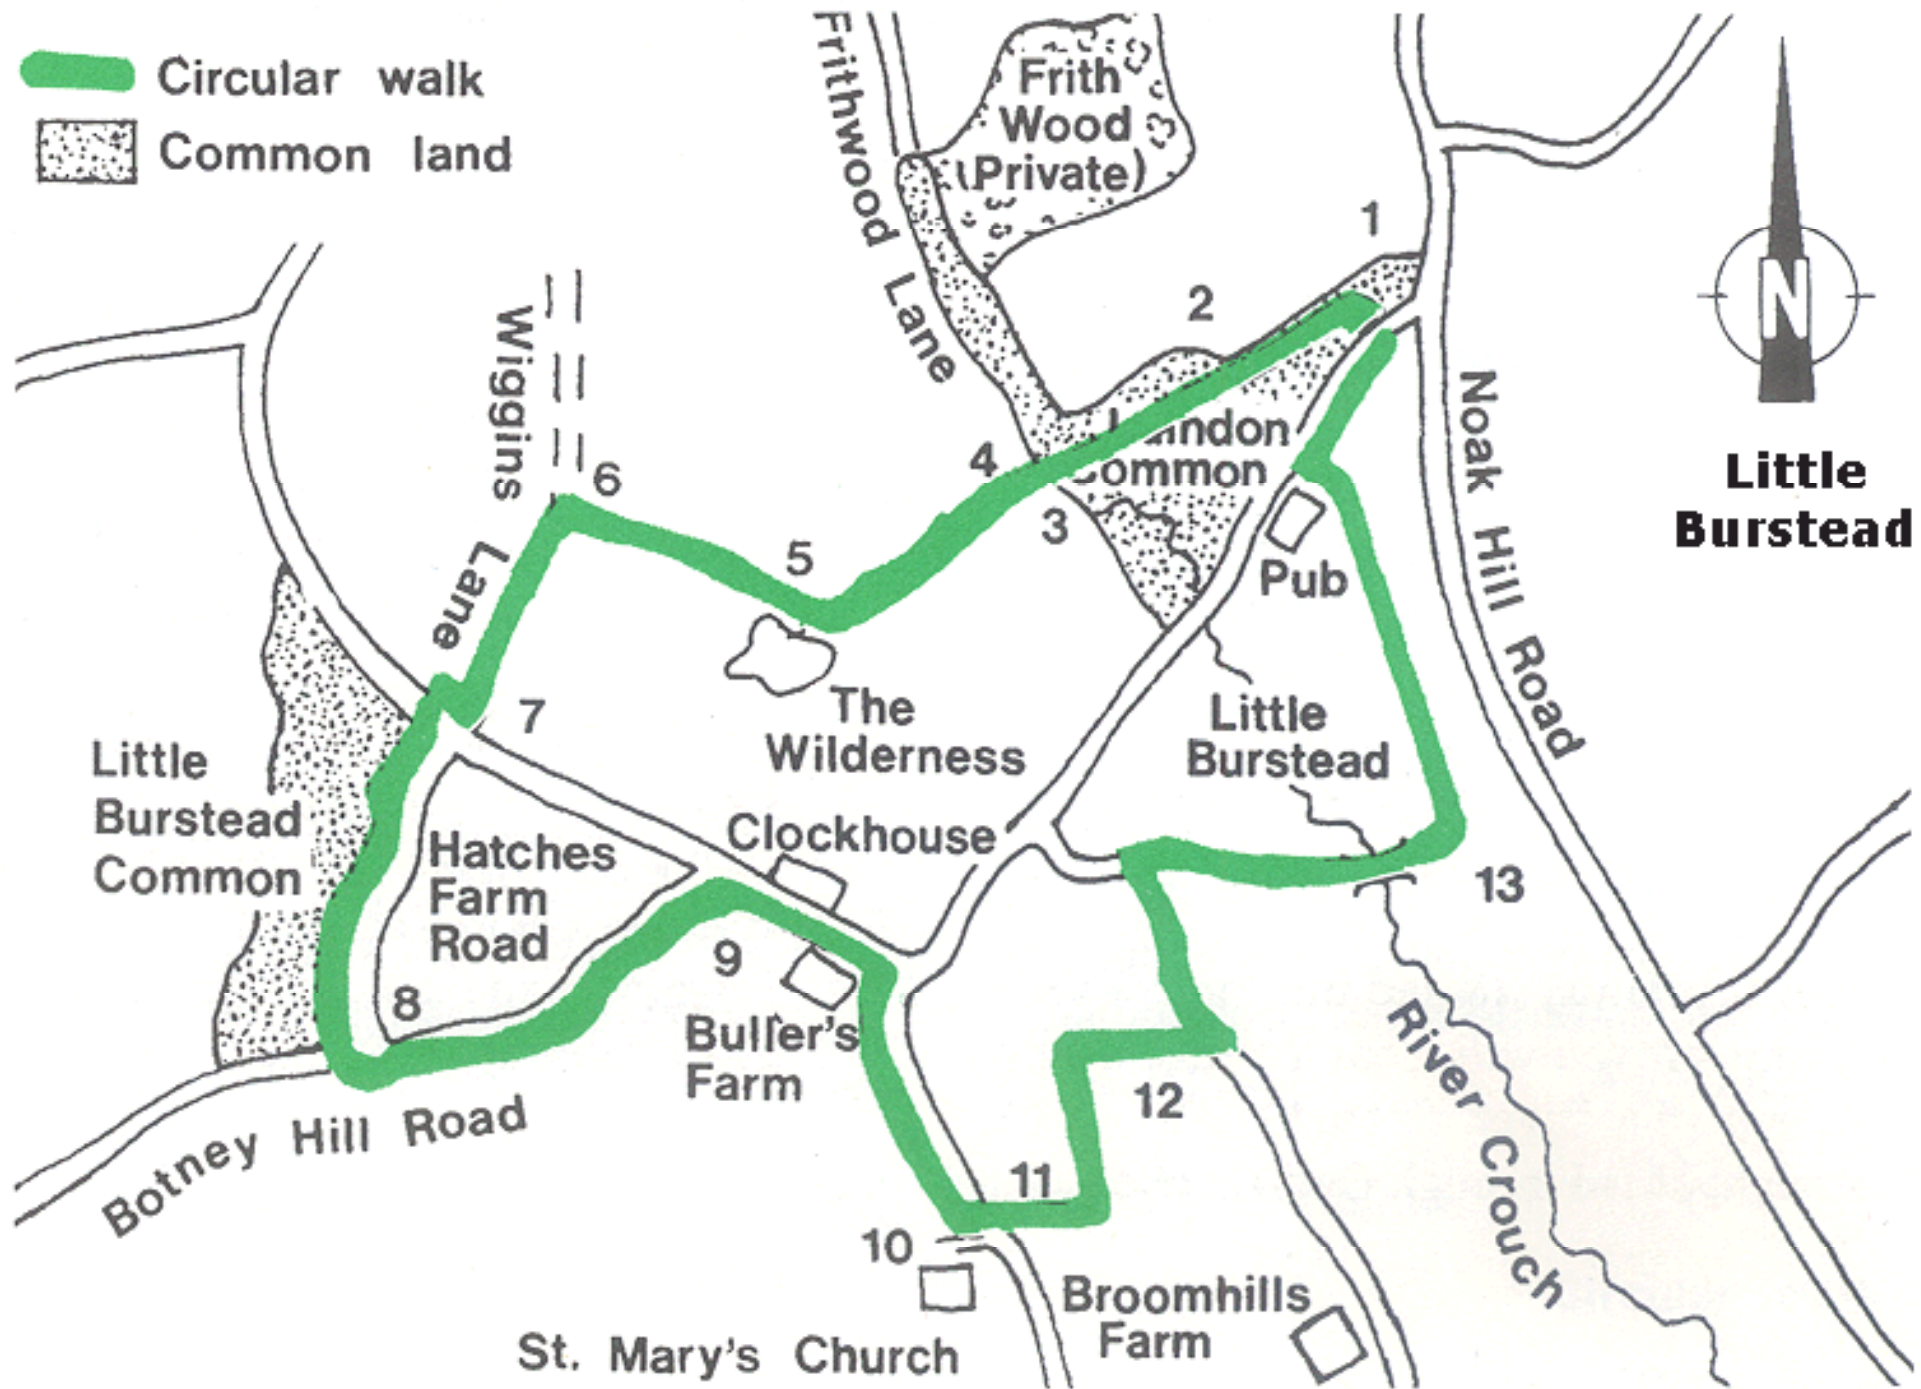 Circular walk
Common land
Frithwood Lane
Frith
Wood
(Private)
1
2
N
Little
Burstead
Noak Hill Road
Wiggins
Lane
6
5
4
3
Laindon
Common
Pub
7
The
Wilderness
Little
Burstead
Little
Burstead
Common
Hatches
Farm
Road
Clockhouse
8
9
13
Buller's
Farm
River Crouch
12
Botney Hill Road
11
10
St. Mary's Church
Broomhills
Farm